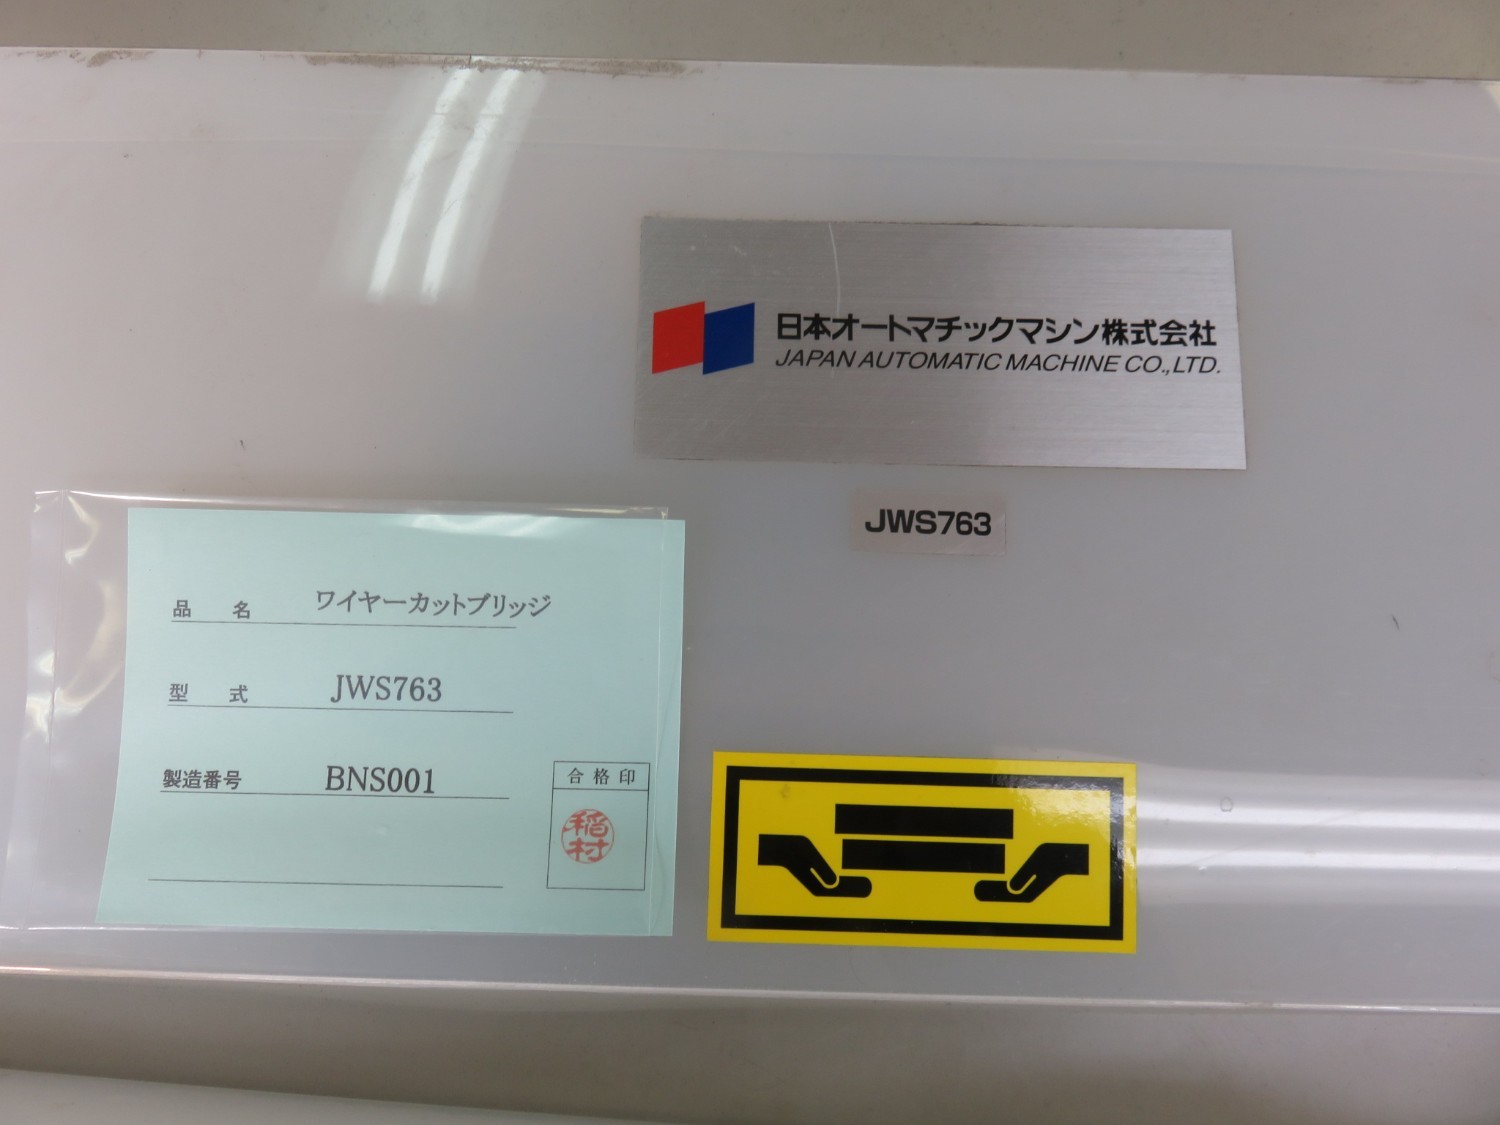 日本オートマチックマシン株式会社
JAPAN AUTOMATIC MACHINE CO.,LTD.
JWS763
品 名 ワイヤーカットブリッジ
型 式 JWS763
製造番号 BNS001
合格印
稲村